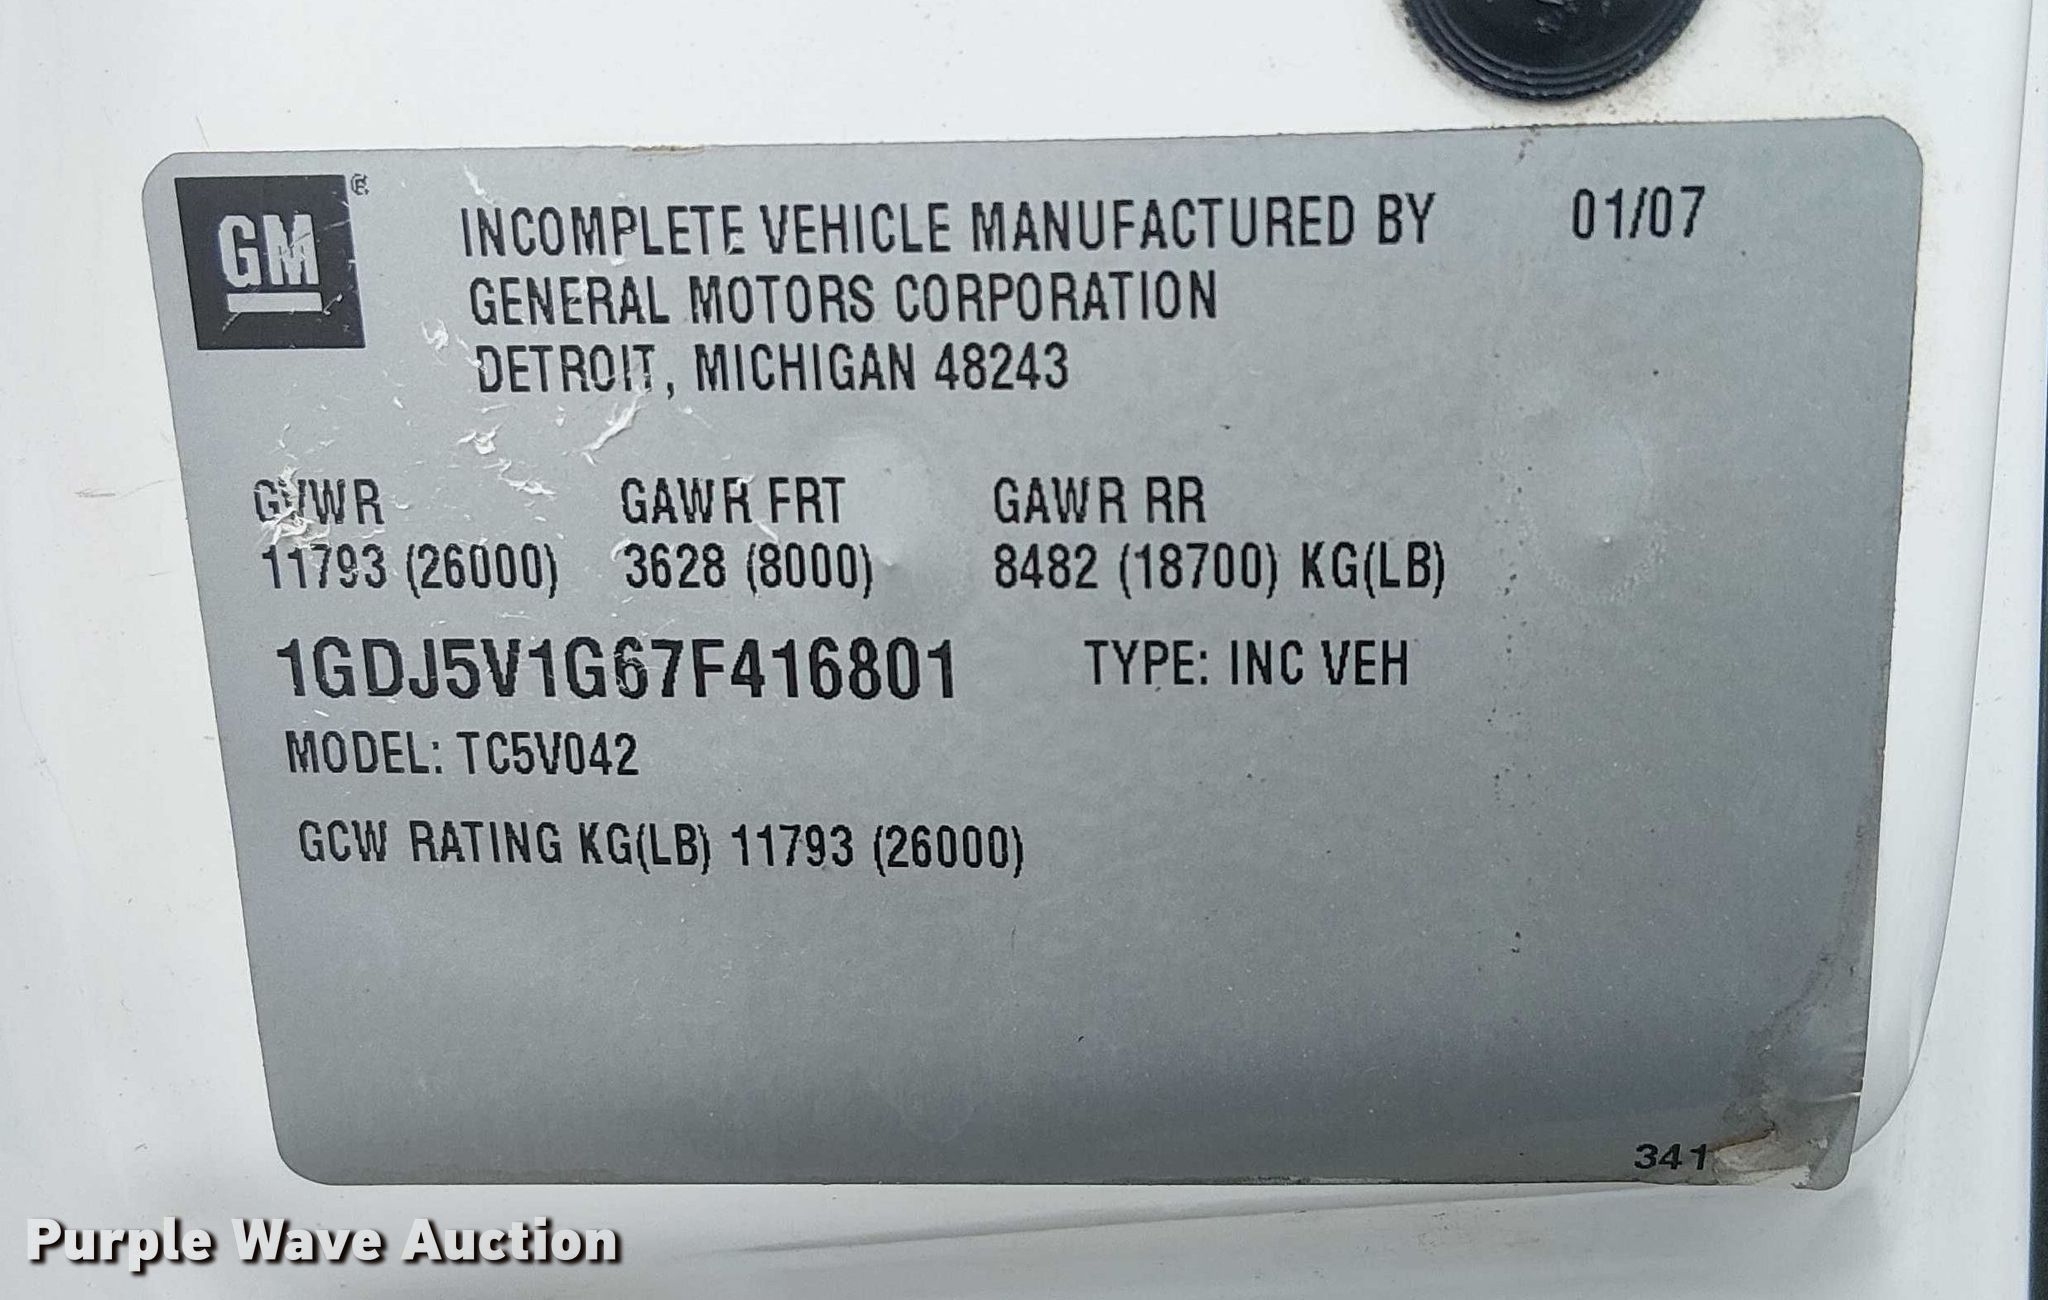 GM ®
INCOMPLETE VEHICLE MANUFACTURED BY 01/07
GENERAL MOTORS CORPORATION
DETROIT, MICHIGAN 48243
GVWR GAWR FRT GAWR RR
11793 (26000) 3628 (8000) 8482 (18700) KG(LB)
1GDJ5V1G67F416801 TYPE: INC VEH
MODEL: TC5V042
GCW RATING KG(LB) 11793 (26000)
341
Purple Wave Auction